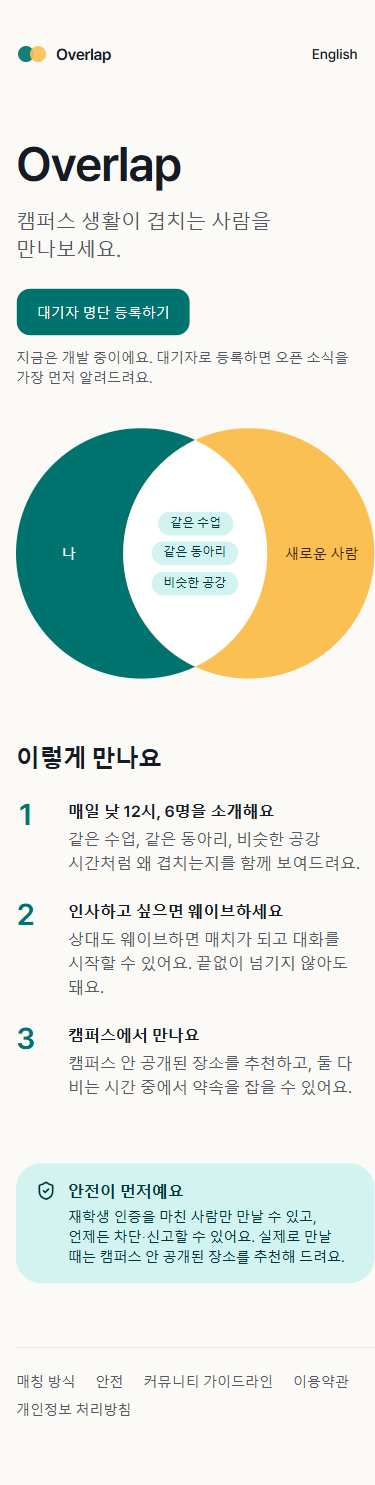 Overlap
English
Overlap
캠퍼스 생활이 겹치는 사람을
만나보세요.
대기자 명단 등록하기
지금은 개발 중이에요. 대기자로 등록하면 오픈 소식을
가장 먼저 알려드려요.
같은 수업
나
같은 동아리
새로운 사람
비슷한 공강
이렇게 만나요
1
매일 낮 12시, 6명을 소개해요
같은 수업, 같은 동아리, 비슷한 공강
시간처럼 왜 겹치는지를 함께 보여드려요.
2
인사하고 싶으면 웨이브하세요
상대도 웨이브하면 매치가 되고 대화를
시작할 수 있어요. 끝없이 넘기지 않아도
돼요.
3
캠퍼스에서 만나요
캠퍼스 안 공개된 장소를 추천하고, 둘 다
비는 시간 중에서 약속을 잡을 수 있어요.
안전이 먼저예요
재학생 인증을 마친 사람만 만날 수 있고,
언제든 차단·신고할 수 있어요. 실제로 만날
때는 캠퍼스 안 공개된 장소를 추천해 드려요.
매칭 방식
안전
커뮤니티 가이드라인
이용약관
개인정보 처리방침